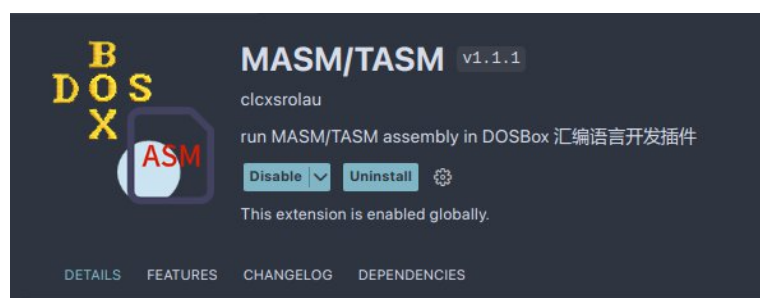 B
DOS
X
ASM
MASM/TASM v1.1.1
clcxsrolau
run MASM/TASM assembly in DOSBox 汇编语言开发插件
Disable Uninstall
This extension is enabled globally.
DETAILS FEATURES CHANGELOG DEPENDENCIES